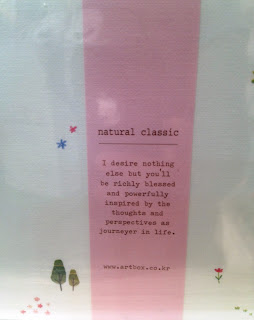 natural classic
I desire nothing
else but you'll
be richly blessed
and powerfully
inspired by the
thoughts and
perspectives as
journeyer in life.
www.artbox.co.kr